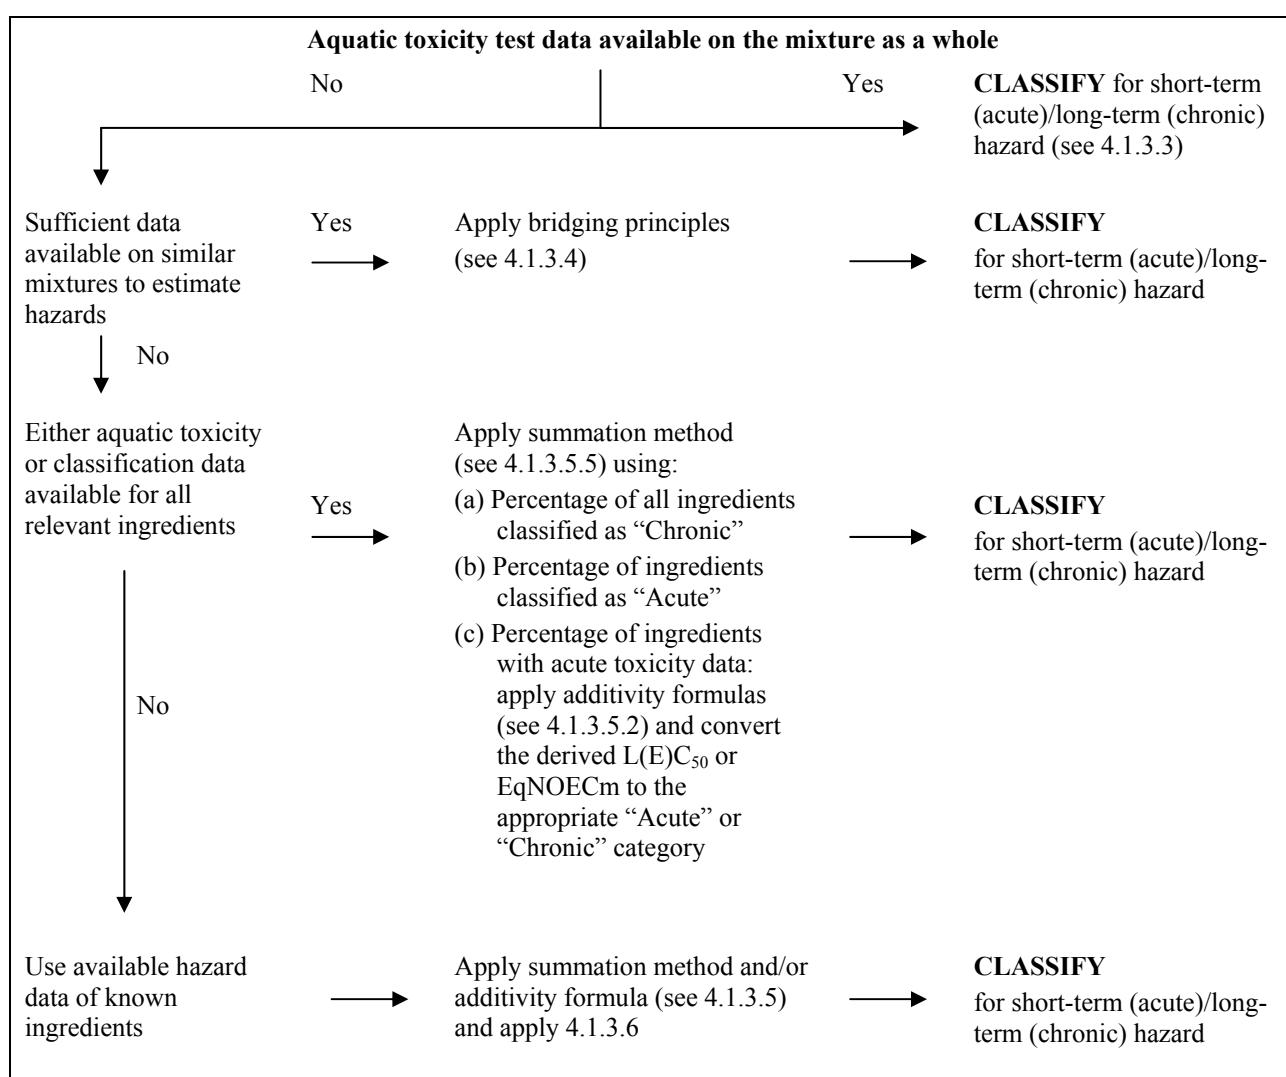 Aquatic toxicity test data available on the mixture as a whole
No
Yes
CLASSIFY for short-term
(acute)/long-term (chronic)
hazard (see 4.1.3.3)
Sufficient data
available on similar
mixtures to estimate
hazards
Yes
Apply bridging principles
(see 4.1.3.4)
CLASSIFY
for short-term (acute)/long-
term (chronic) hazard
No
Either aquatic toxicity
or classification data
available for all
relevant ingredients
Yes
Apply summation method
(see 4.1.3.5.5) using:
(a) Percentage of all ingredients
classified as “Chronic”
(b) Percentage of ingredients
classified as “Acute”
(c) Percentage of ingredients
with acute toxicity data:
apply additivity formulas
(see 4.1.3.5.2) and convert
the derived L(E)C₅₀ or
EqNOECm to the
appropriate “Acute” or
“Chronic” category
CLASSIFY
for short-term (acute)/long-
term (chronic) hazard
No
Use available hazard
data of known
ingredients
Apply summation method and/or
additivity formula (see 4.1.3.5)
and apply 4.1.3.6
CLASSIFY
for short-term (acute)/long-
term (chronic) hazard